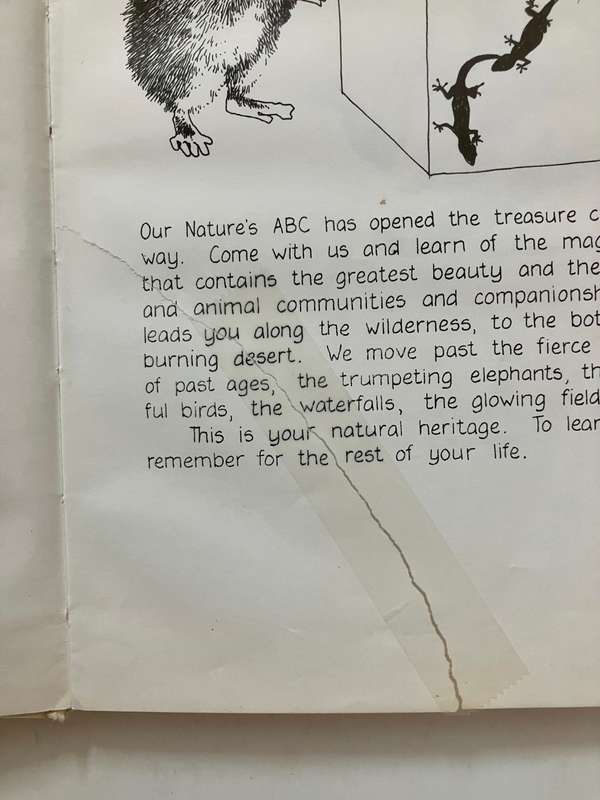 Our Nature's ABC has opened the treasure
way. Come with us and learn of the
that contains the greatest beauty and the
and animal communities and
leads you along the wilderness, to the
burning desert. We move past the fierce
of past ages, the trumpeting elephants,
ful birds, the waterfalls, the glowing
This is your natural heritage. To
remember for the rest of your life.